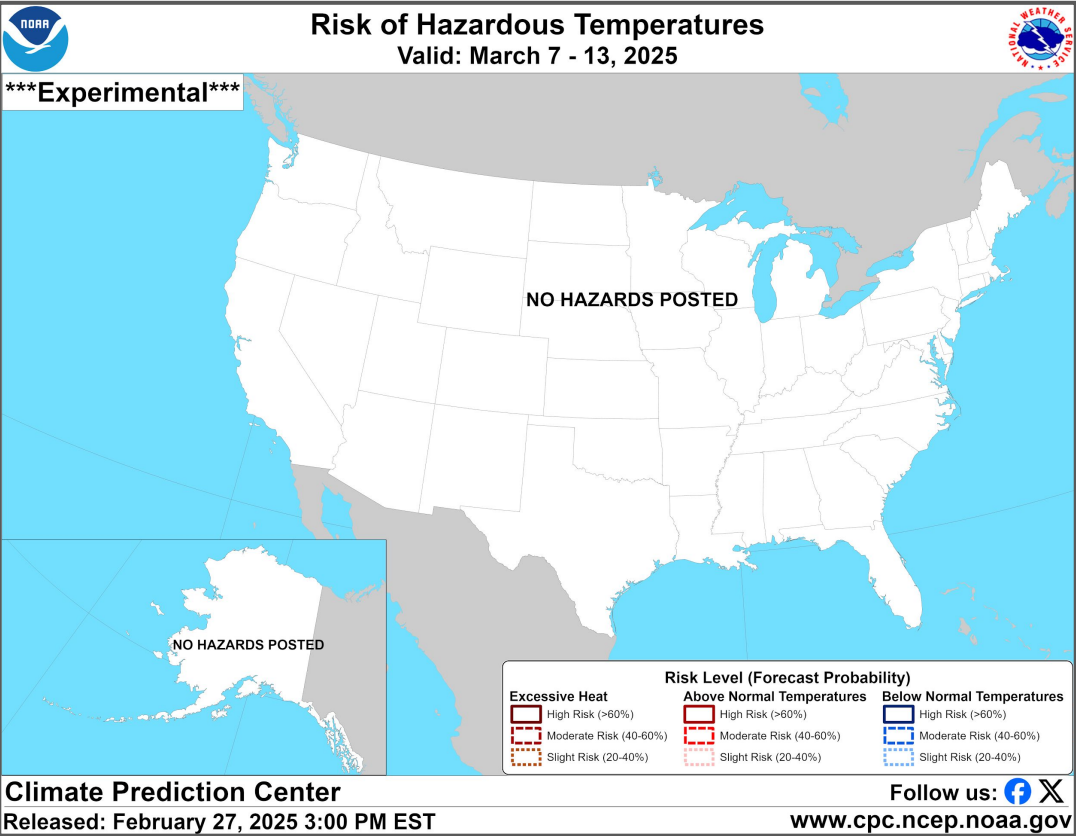 NOAA
Risk of Hazardous Temperatures
Valid: March 7 - 13, 2025
NATIONAL WEATHER SERVICE
***Experimental***
NO HAZARDS POSTED
NO HAZARDS POSTED
Risk Level (Forecast Probability)
Excessive Heat
High Risk (>60%)
Moderate Risk (40-60%)
Slight Risk (20-40%)
Above Normal Temperatures
High Risk (>60%)
Moderate Risk (40-60%)
Slight Risk (20-40%)
Below Normal Temperatures
High Risk (>60%)
Moderate Risk (40-60%)
Slight Risk (20-40%)
Climate Prediction Center
Follow us:
Released: February 27, 2025 3:00 PM EST
www.cpc.ncep.noaa.gov